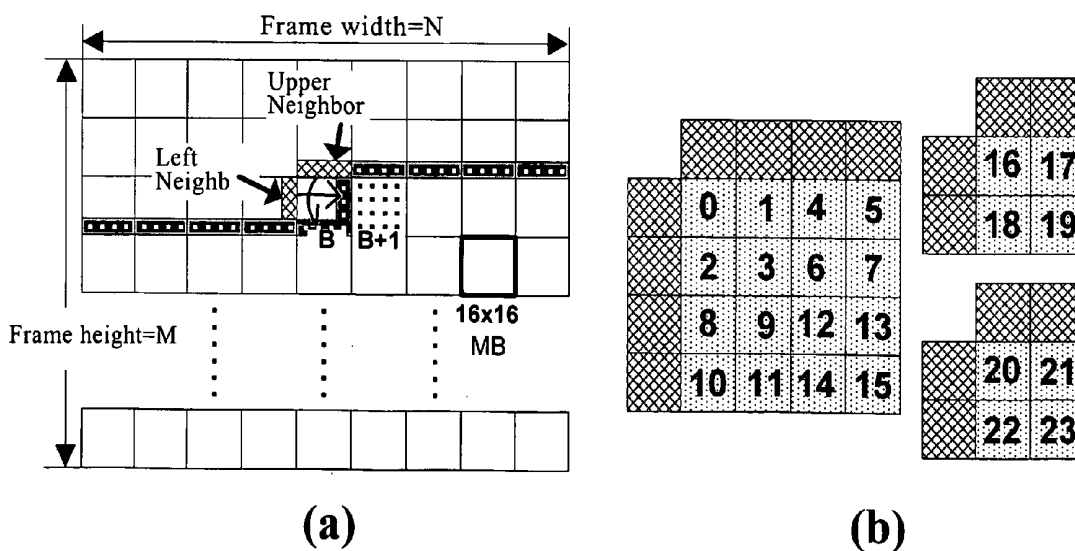 Frame width=N
Upper
Neighbor
Left
Neighb
B
B+1
16x16
MB
Frame height=M
(a)
0 1 4 5
2 3 6 7
8 9 12 13
10 11 14 15
16 17
18 19
20 21
22 23
(b)